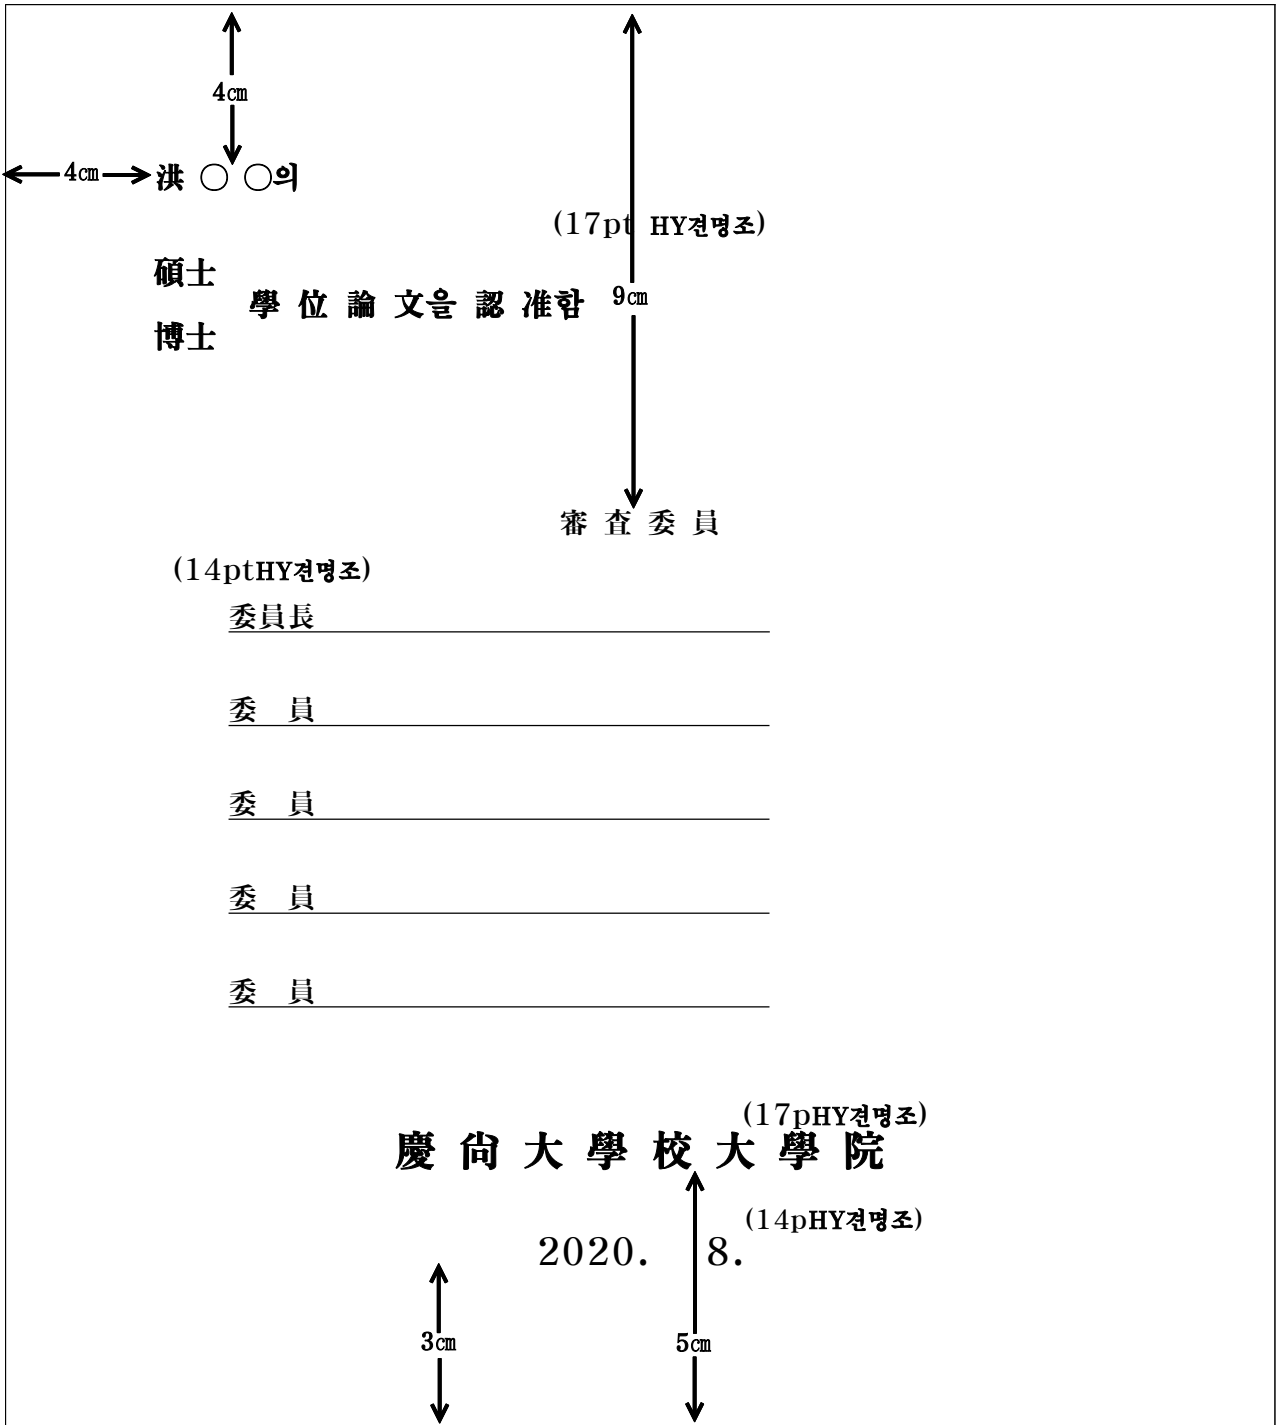 4㎝
4㎝ 洪 ○ ○의
(17pt HY견명조)
碩士
學 位 論 文을 認 准함 9㎝
博士
審 査 委 員
(14ptHY견명조)
委員長
委 員
委 員
委 員
委 員
(17pHY견명조)
慶 尙 大 學 校 大 學 院
(14pHY견명조)
2020. 8.
3㎝ 5㎝